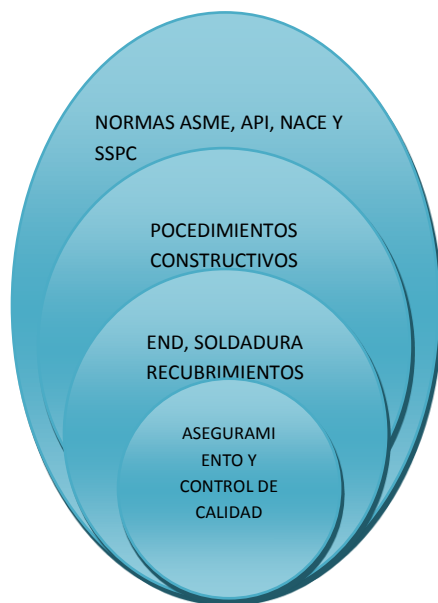 NORMAS ASME, API, NACE Y
SSPC
POCEDIMIENTOS
CONSTRUCTIVOS
END, SOLDADURA
RECUBRIMIENTOS
ASEGURAMI
ENTO Y
CONTROL DE
CALIDAD